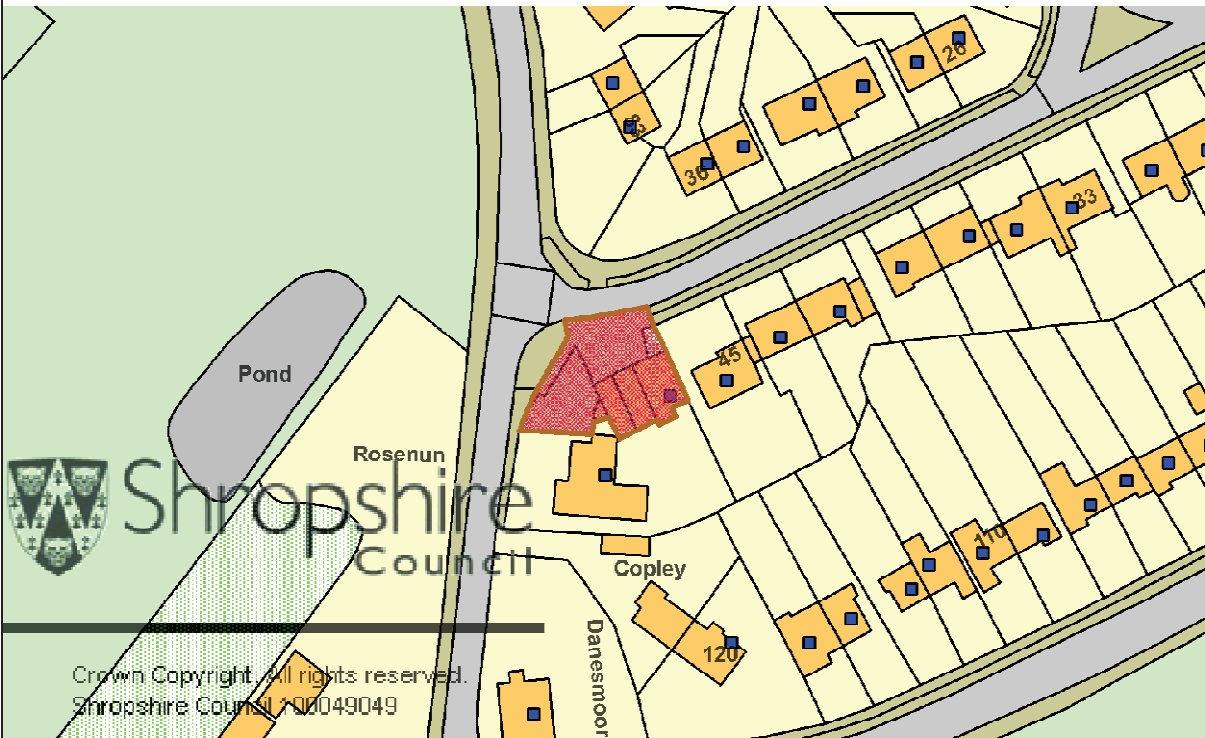 26
36
33
Pond
45
Rosenun
Shropshire
Council
110
Copley
Danesmoor
120
Crown Copyright. All rights reserved.
Shropshire Council 100049049